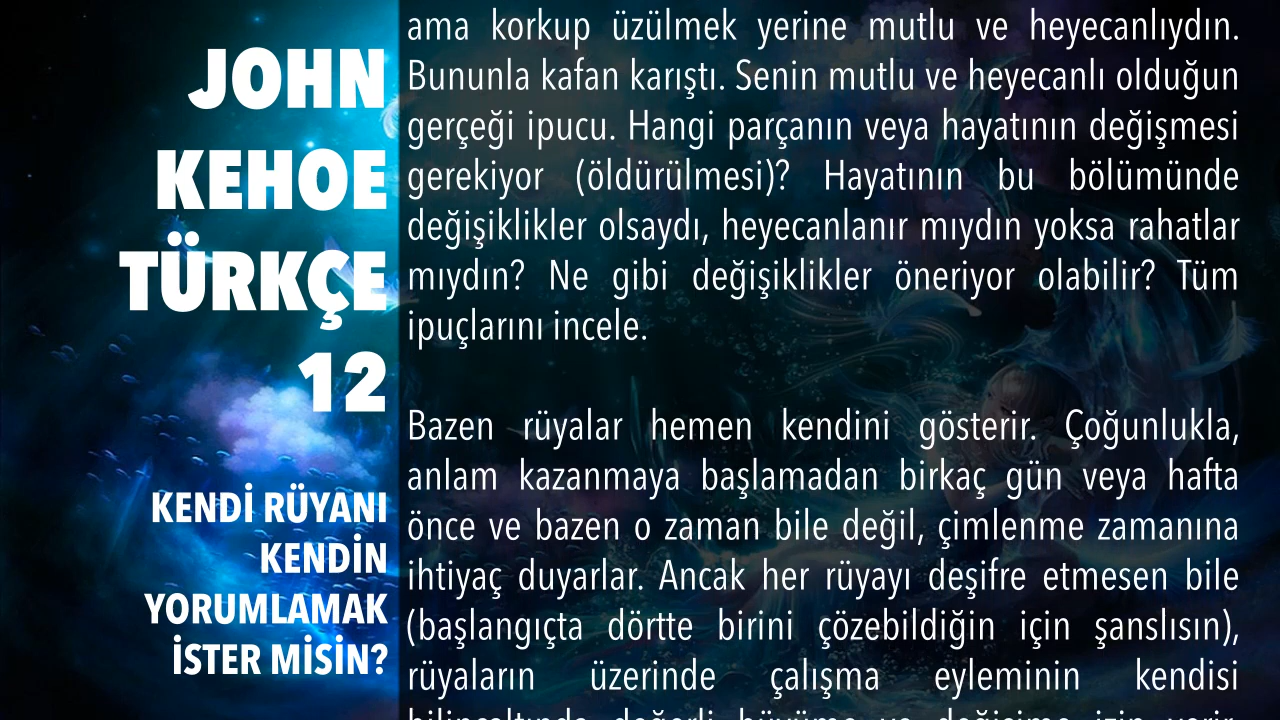 JOHN
KEHOE
TÜRKÇE
12
KENDİ RÜYANI
KENDİN
YORUMLAMAK
İSTER MİSİN?
ama korkup üzülmek yerine mutlu ve heyecanlıydın.
Bununla kafan karıştı. Senin mutlu ve heyecanlı olduğun
gerçeği ipucu. Hangi parçanın veya hayatının değişmesi
gerekiyor (öldürülmesi)? Hayatının bu bölümünde
değişiklikler olsaydı, heyecanlanır mıydın yoksa rahatlar
mıydın? Ne gibi değişiklikler öneriyor olabilir? Tüm
ipuçlarını incele.
Bazen rüyalar hemen kendini gösterir. Çoğunlukla,
anlam kazanmaya başlamadan birkaç gün veya hafta
önce ve bazen o zaman bile değil, çimlenme zamanına
ihtiyaç duyarlar. Ancak her rüyayı deşifre etmesen bile
(başlangıçta dörtte birini çözebildiğin için şanslısın),
rüyaların üzerinde çalışma eyleminin kendisi